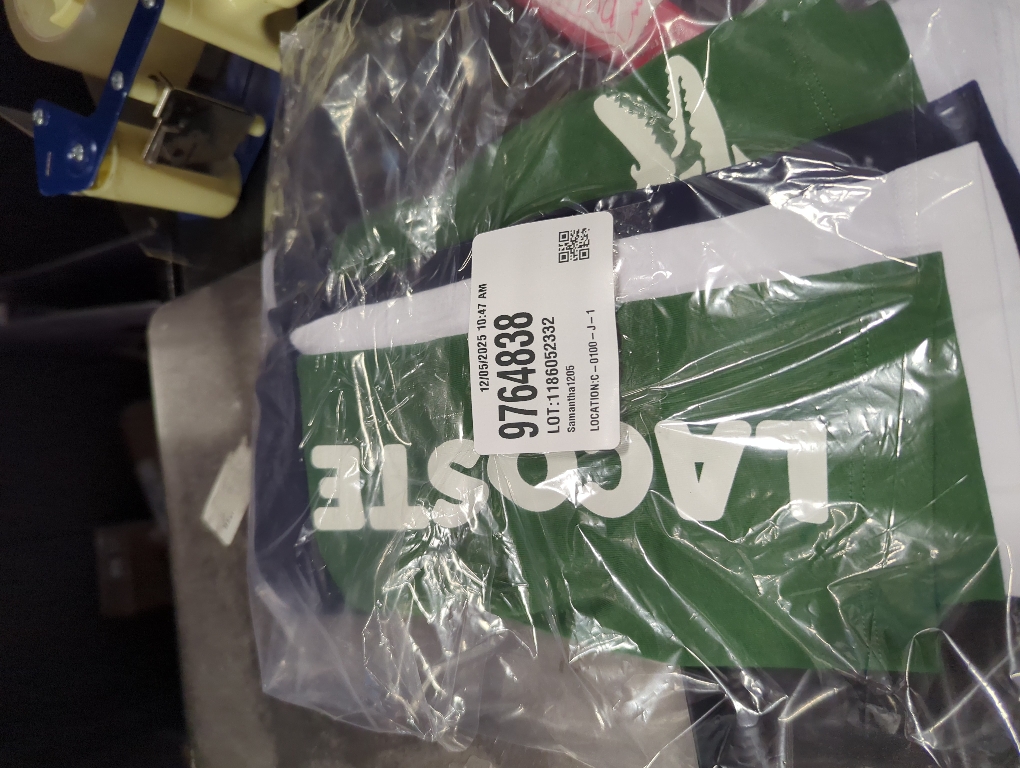 12/05/2025 10:47 AM
9764838
LOT:1186052332
Samantha1205
LOCATION:C-0100-J-1
LACOSTE